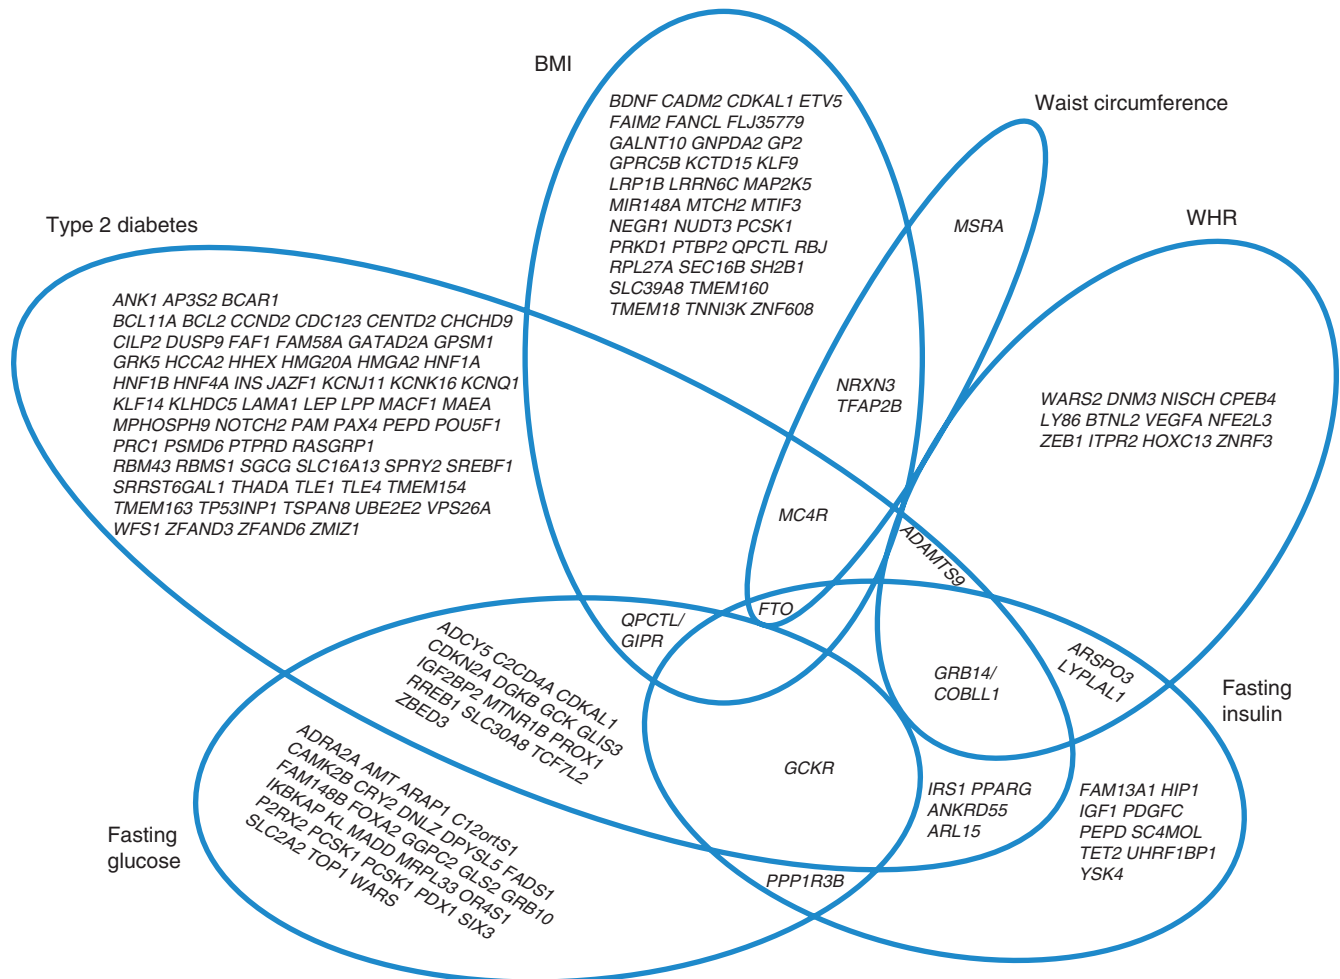 BMI
BDNF CADM2 CDKAL1 ETV5
FAIM2 FANCL FLJ35779
GALNT10 GNPDA2 GP2
GPRC5B KCTD15 KLF9
LRP1B LRRN6C MAP2K5
MIR148A MTCH2 MTIF3
NEGR1 NUDT3 PCSK1
PRKD1 PTBP2 QPCTL RBJ
RPL27A SEC16B SH2B1
SLC39A8 TMEM160
TMEM18 TNNI3K ZNF608
Waist circumference
MSRA
WHR
WARS2 DNM3 NISCH CPEB4
LY86 BTNL2 VEGFA NFE2L3
ZEB1 ITPR2 HOXC13 ZNRF3
Type 2 diabetes
ANK1 AP3S2 BCAR1
BCL11A BCL2 CCND2 CDC123 CENTD2 CHCHD9
CILP2 DUSP9 FAF1 FAM58A GATAD2A GPSM1
GRK5 HCCA2 HHEX HMG20A HMGA2 HNF1A
HNF1B HNF4A INS JAZF1 KCNJ11 KCNK16 KCNQ1
KLF14 KLHDC5 LAMA1 LEP LPP MACF1 MAEA
MPHOSPH9 NOTCH2 PAM PAX4 PEPD POU5F1
PRC1 PSMD6 PTPRD RASGRP1
RBM43 RBMS1 SGCG SLC16A13 SPRY2 SREBF1
SRRST6GAL1 THADA TLE1 TLE4 TMEM154
TMEM163 TP53INP1 TSPAN8 UBE2E2 VPS26A
WFS1 ZFAND3 ZFAND6 ZMIZ1
NRXN3
TFAP2B
MC4R
ADAMTS9
FTO
QPCTL/
GIPR
ADCY5 C2CD4A CDKAL1
CDKN2A DGKB GCK GLIS3
IGF2BP2 MTNR1B PROX1
RREB1 SLC30A8 TCF7L2
ZBED3
GRB14/
COBLL1
ARSPO3
LYPLAL1
Fasting
insulin
GCKR
IRS1 PPARG
ANKRD55
ARL15
FAM13A1 HIP1
IGF1 PDGFC
PEPD SC4MOL
TET2 UHRF1BP1
YSK4
Fasting
glucose
ADRA2A AMT ARAP1 C12ortS1
CAMK2B CRY2 DNLZ DPYSL5 FADS1
FAM148B FOXA2 GGPC2 GLS2 GRB10
IKBKAP KL MADD MRPL33 OR4S1
P2RX2 PCSK1 PCSK1 PDX1 SIX3
SLC2A2 TOP1 WARS
PPP1R3B